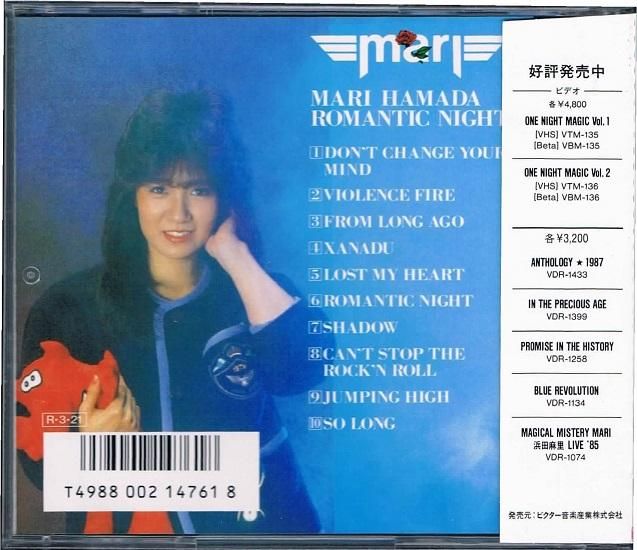 mari
MARI HAMADA
ROMANTIC NIGHT
1 DON'T CHANGE YOUR
MIND
2 VIOLENCE FIRE
3 FROM LONG AGO
4 XANADU
5 LOST MY HEART
6 ROMANTIC NIGHT
7 SHADOW
8 CAN'T STOP THE
ROCK'N ROLL
9 JUMPING HIGH
10 SO LONG
R-3-21
T4988 002 14761 8
好評発売中
ビデオ
各¥4,800
ONE NIGHT MAGIC Vol. 1
[VHS] VTM-135
[Beta] VBM-135
ONE NIGHT MAGIC Vol. 2
[VHS] VTM-136
[Beta] VBM-136
各¥3,200
ANTHOLOGY ★ 1987
VDR-1433
IN THE PRECIOUS AGE
VDR-1399
PROMISE IN THE HISTORY
VDR-1258
BLUE REVOLUTION
VDR-1134
MAGICAL MISTERY MARI
浜田麻里 LIVE '85
VDR-1074
発売元：ビクター音楽産業株式会社